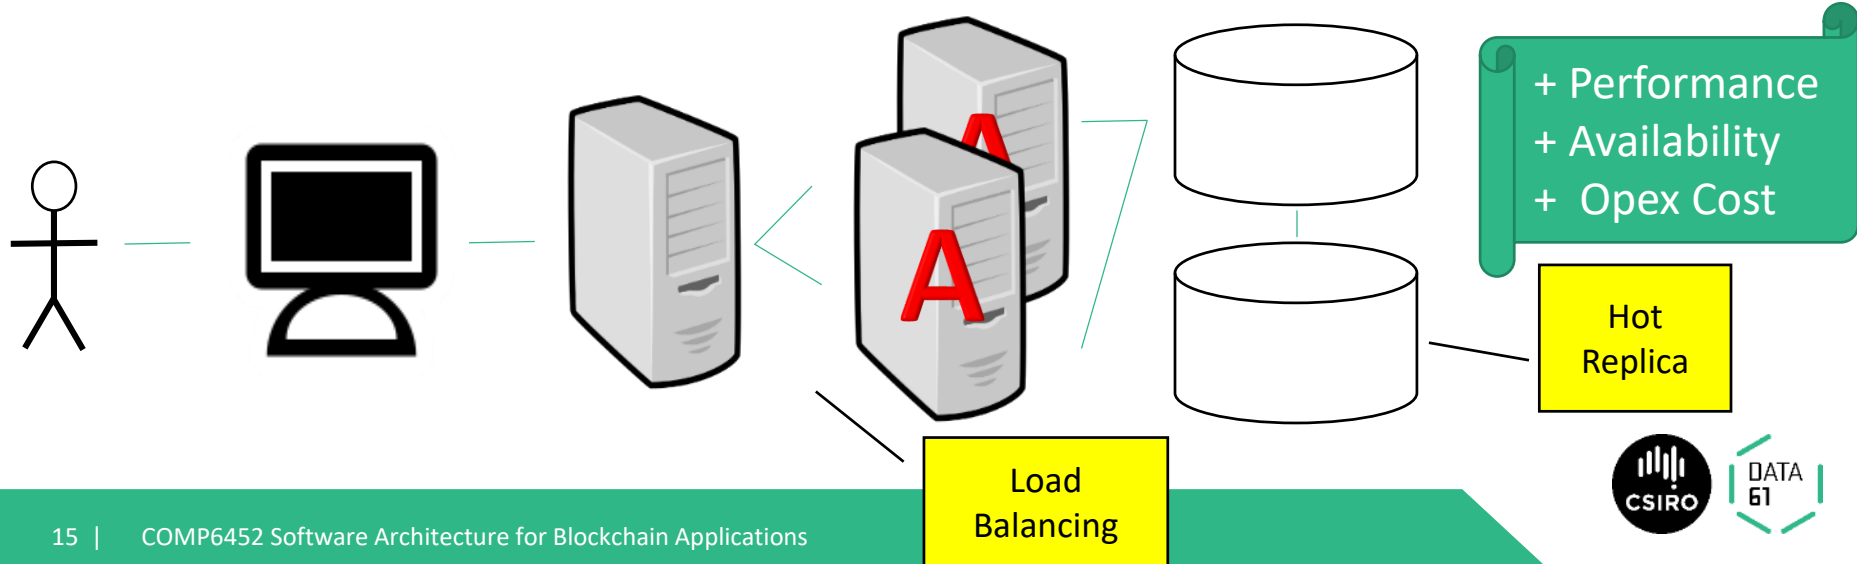 A
A
+ Performance
+ Availability
+ Opex Cost
Hot
Replica
Load
Balancing
CSIRO
DATA
61
15 | COMP6452 Software Architecture for Blockchain Applications